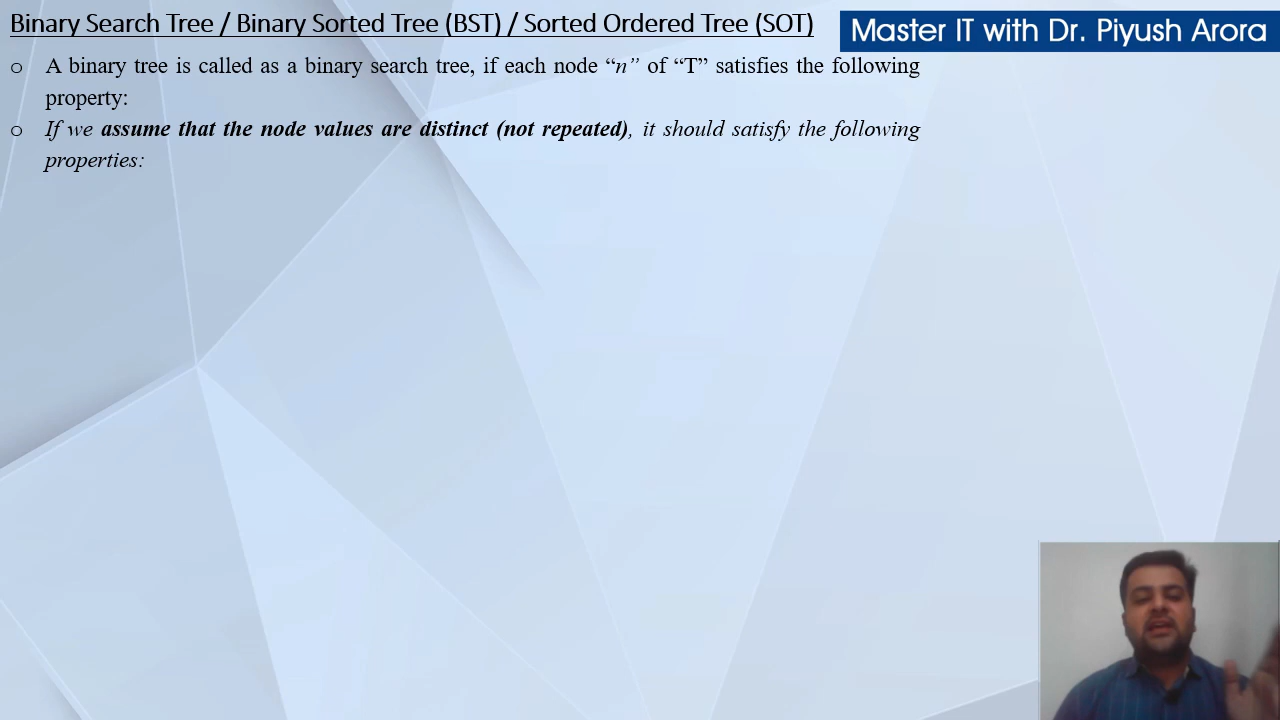 Binary Search Tree / Binary Sorted Tree (BST) / Sorted Ordered Tree (SOT)
Master IT with Dr. Piyush Arora
o A binary tree is called as a binary search tree, if each node “n” of “T” satisfies the following
property:
o If we assume that the node values are distinct (not repeated), it should satisfy the following
properties: